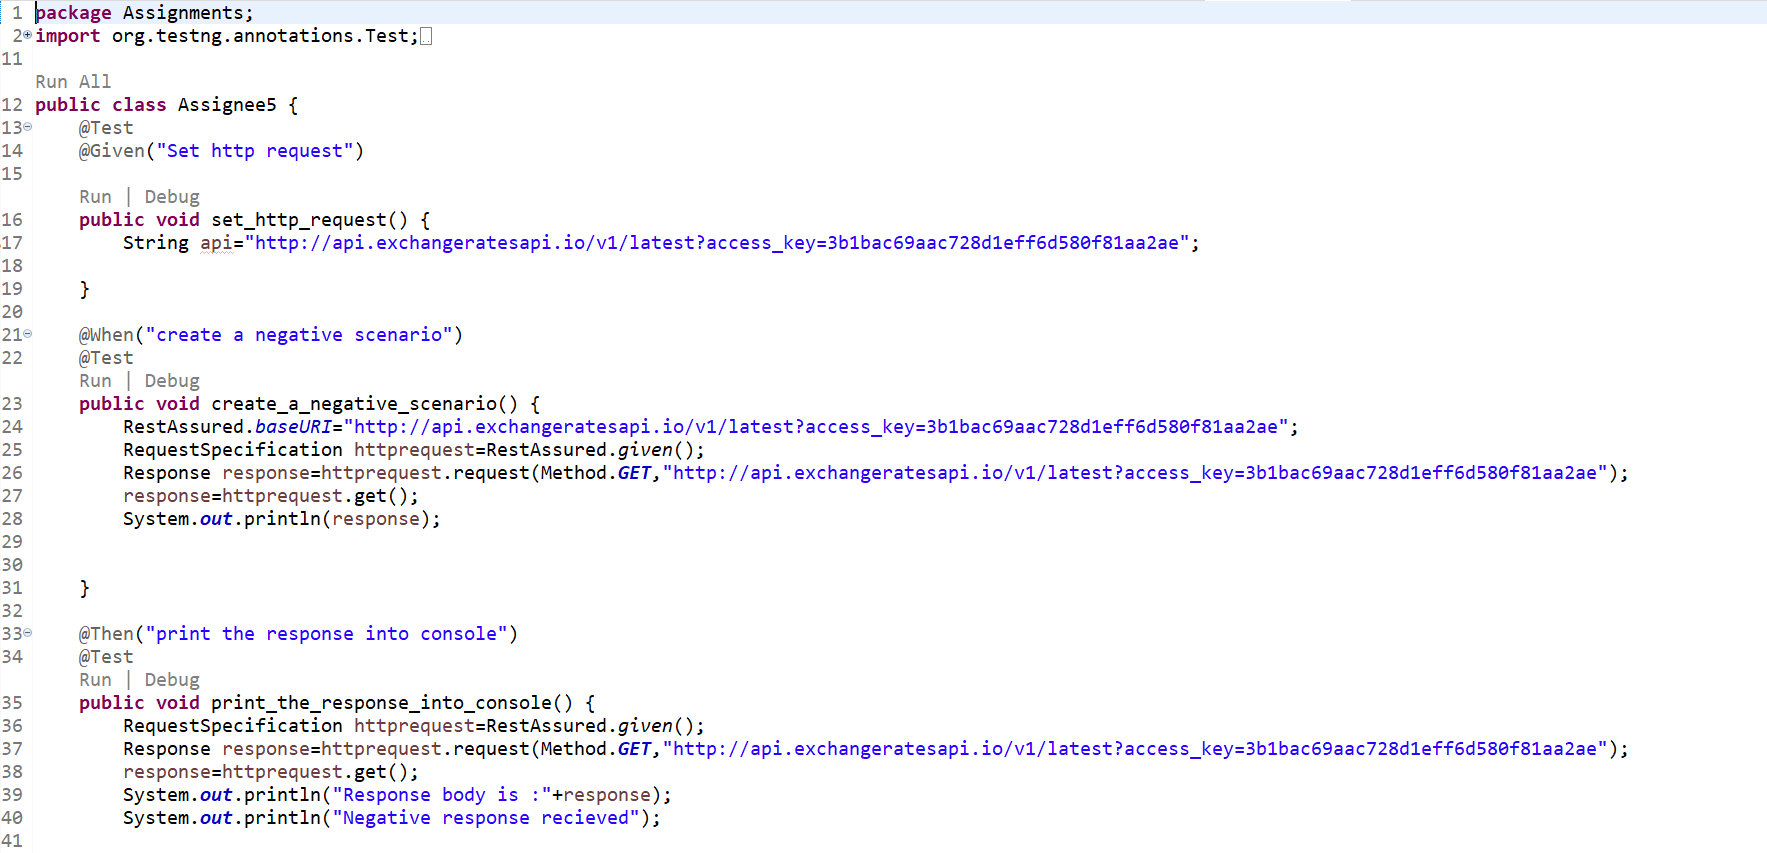 1 package Assignments;
2 import org.testng.annotations.Test;
11
Run All
12 public class Assignee5 {
13 @Test
14 @Given("Set http request")
15
Run | Debug
16 public void set_http_request() {
17 String api="http://api.exchangeratesapi.io/v1/latest?access_key=3b1bac69aac728d1eff6d580f81aa2ae";
18
19 }
20
21 @When("create a negative scenario")
22 @Test
Run | Debug
23 public void create_a_negative_scenario() {
24 RestAssured.baseURI="http://api.exchangeratesapi.io/v1/latest?access_key=3b1bac69aac728d1eff6d580f81aa2ae";
25 RequestSpecification httprequest=RestAssured.given();
26 Response response=httprequest.request(Method.GET,"http://api.exchangeratesapi.io/v1/latest?access_key=3b1bac69aac728d1eff6d580f81aa2ae");
27 response=httprequest.get();
28 System.out.println(response);
29
30
31 }
32
33 @Then("print the response into console")
34 @Test
Run | Debug
35 public void print_the_response_into_console() {
36 RequestSpecification httprequest=RestAssured.given();
37 Response response=httprequest.request(Method.GET,"http://api.exchangeratesapi.io/v1/latest?access_key=3b1bac69aac728d1eff6d580f81aa2ae");
38 response=httprequest.get();
39 System.out.println("Response body is :"+response);
40 System.out.println("Negative response recieved");
41